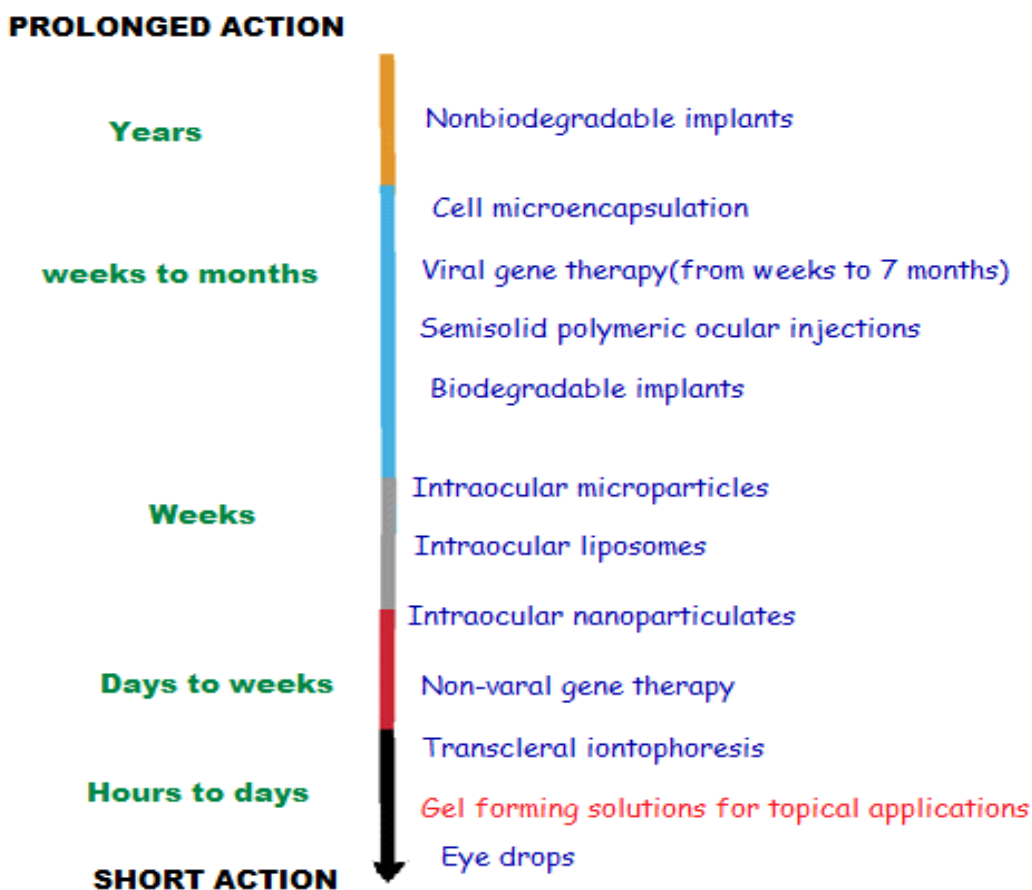 PROLONGED ACTION
Years
Nonbiodegradable implants
Cell microencapsulation
weeks to months
Viral gene therapy(from weeks to 7 months)
Semisolid polymeric ocular injections
Biodegradable implants
Intraocular microparticles
Weeks
Intraocular liposomes
Intraocular nanoparticulates
Days to weeks
Non-varal gene therapy
Transcleral iontophoresis
Hours to days
Gel forming solutions for topical applications
Eye drops
SHORT ACTION